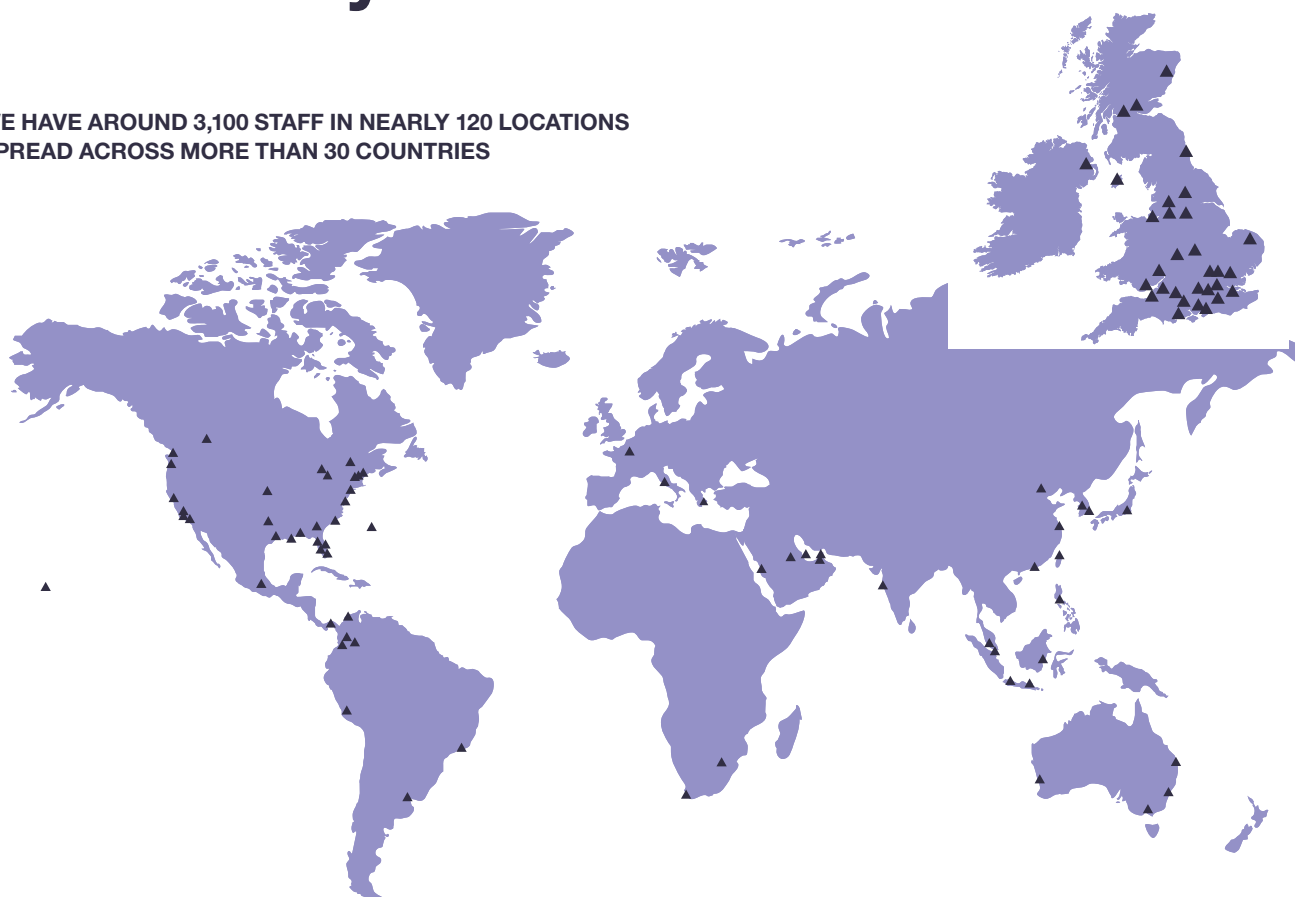 E HAVE AROUND 3,100 STAFF IN NEARLY 120 LOCATIONS
PREAD ACROSS MORE THAN 30 COUNTRIES